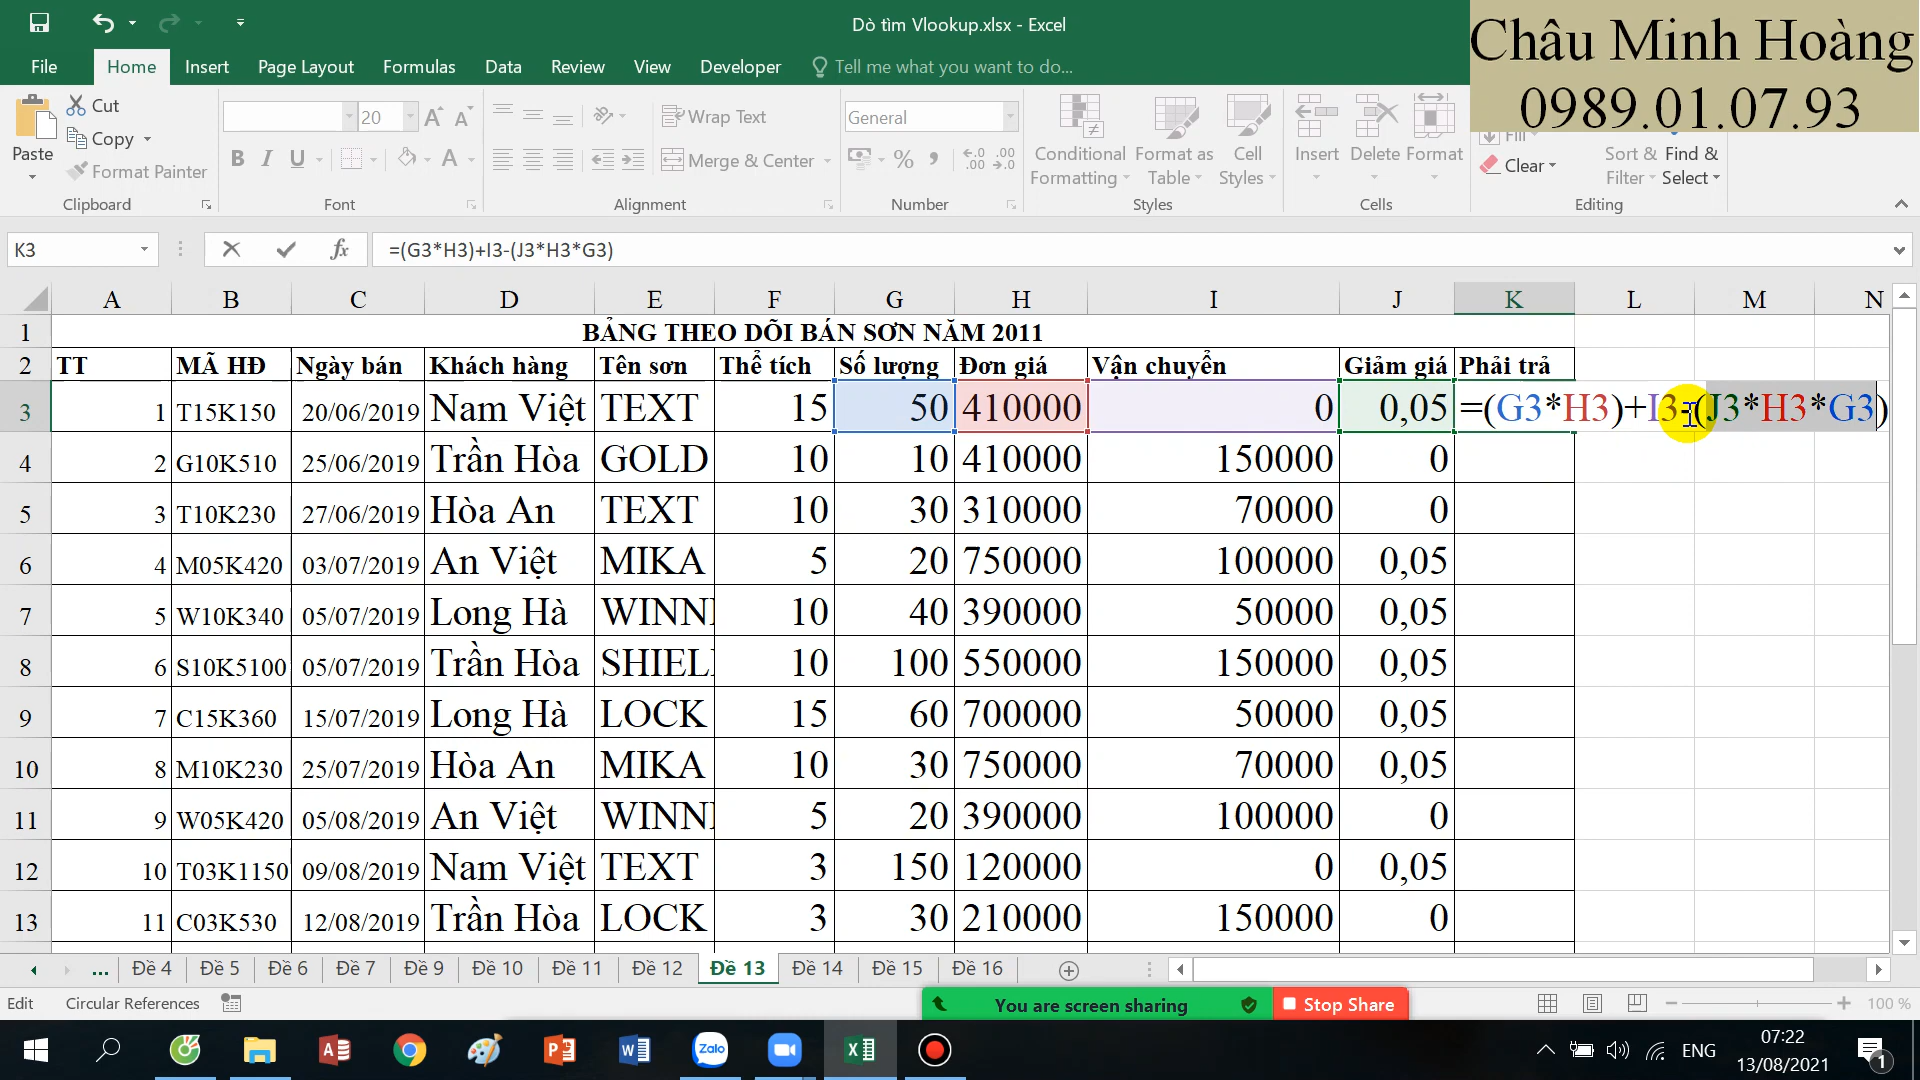 Dò tìm Vlookup.xlsx - Excel
Châu Minh Hoàng
0989.01.07.93
File Home Insert Page Layout Formulas Data Review View Developer Tell me what you want to do...
Paste
Cut
Copy
Format Painter
Clipboard
20
Font
Wrap Text
Merge & Center
Alignment
General
Number
Conditional Formatting
Format as Table
Cell Styles
Styles
Insert
Delete
Format
Cells
Fill
Clear
Sort & Filter
Find & Select
Editing
K3 =(G3*H3)+I3-(J3*H3*G3)
A B C D E F G H I J K L M N
1 BẢNG THEO DÕI BÁN SƠN NĂM 2011
2 TT MÃ HĐ Ngày bán Khách hàng Tên sơn Thể tích Số lượng Đơn giá Vận chuyển Giảm giá Phải trả
3 1 T15K150 20/06/2019 Nam Việt TEXT 15 50 410000 0 0,05 =(G3*H3)+I3-(J3*H3*G3)
4 2 G10K510 25/06/2019 Trần Hòa GOLD 10 10 410000 150000 0
5 3 T10K230 27/06/2019 Hòa An TEXT 10 30 310000 70000 0
6 4 M05K420 03/07/2019 An Việt MIKA 5 20 750000 100000 0,05
7 5 W10K340 05/07/2019 Long Hà WINN 10 40 390000 50000 0,05
8 6 S10K5100 05/07/2019 Trần Hòa SHIEL 10 100 550000 150000 0,05
9 7 C15K360 15/07/2019 Long Hà LOCK 15 60 700000 50000 0,05
10 8 M10K230 25/07/2019 Hòa An MIKA 10 30 750000 70000 0,05
11 9 W05K420 05/08/2019 An Việt WINN 5 20 390000 100000 0
12 10 T03K1150 09/08/2019 Nam Việt TEXT 3 150 120000 0 0,05
13 11 C03K530 12/08/2019 Trần Hòa LOCK 3 30 210000 150000 0
... Đề 4 Đề 5 Đề 6 Đề 7 Đề 9 Đề 10 Đề 11 Đề 12 Đề 13 Đề 14 Đề 15 Đề 16
Edit Circular References You are screen sharing Stop Share 100 %
Zalo
ENG
07:22
13/08/2021
1